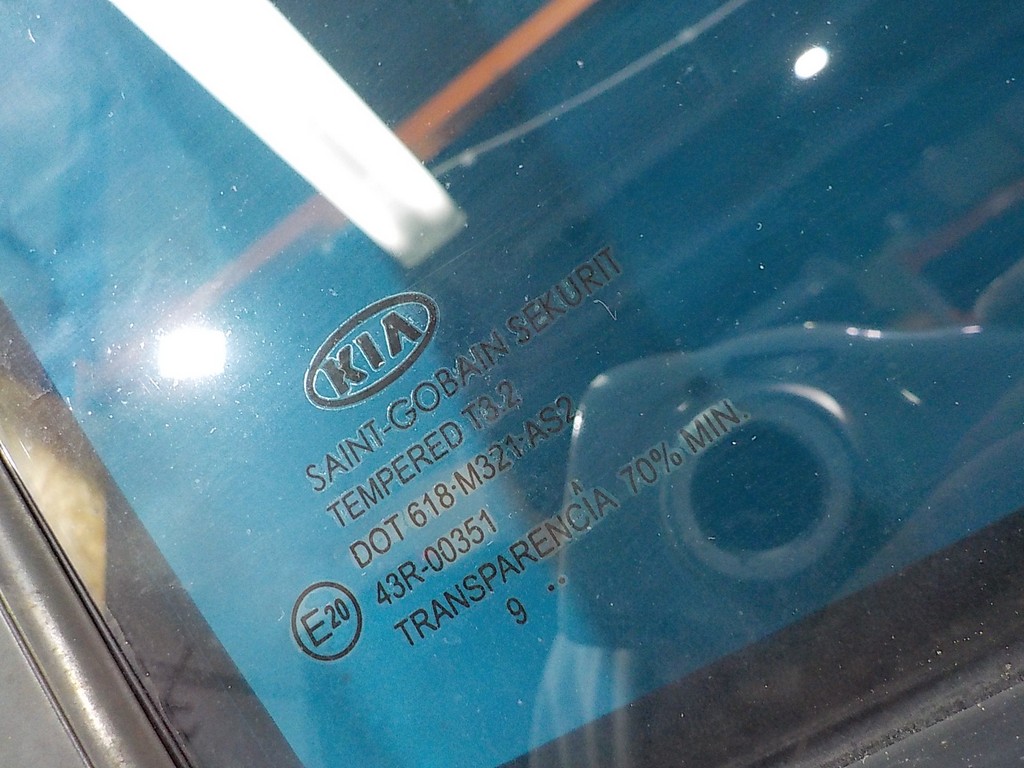 KIA
SAINT-GOBAIN SEKURIT
TEMPERED T3.2
DOT 618·M321·AS2
E20 43R-00351
TRANSPARENCIA 70% MIN.
9 ..